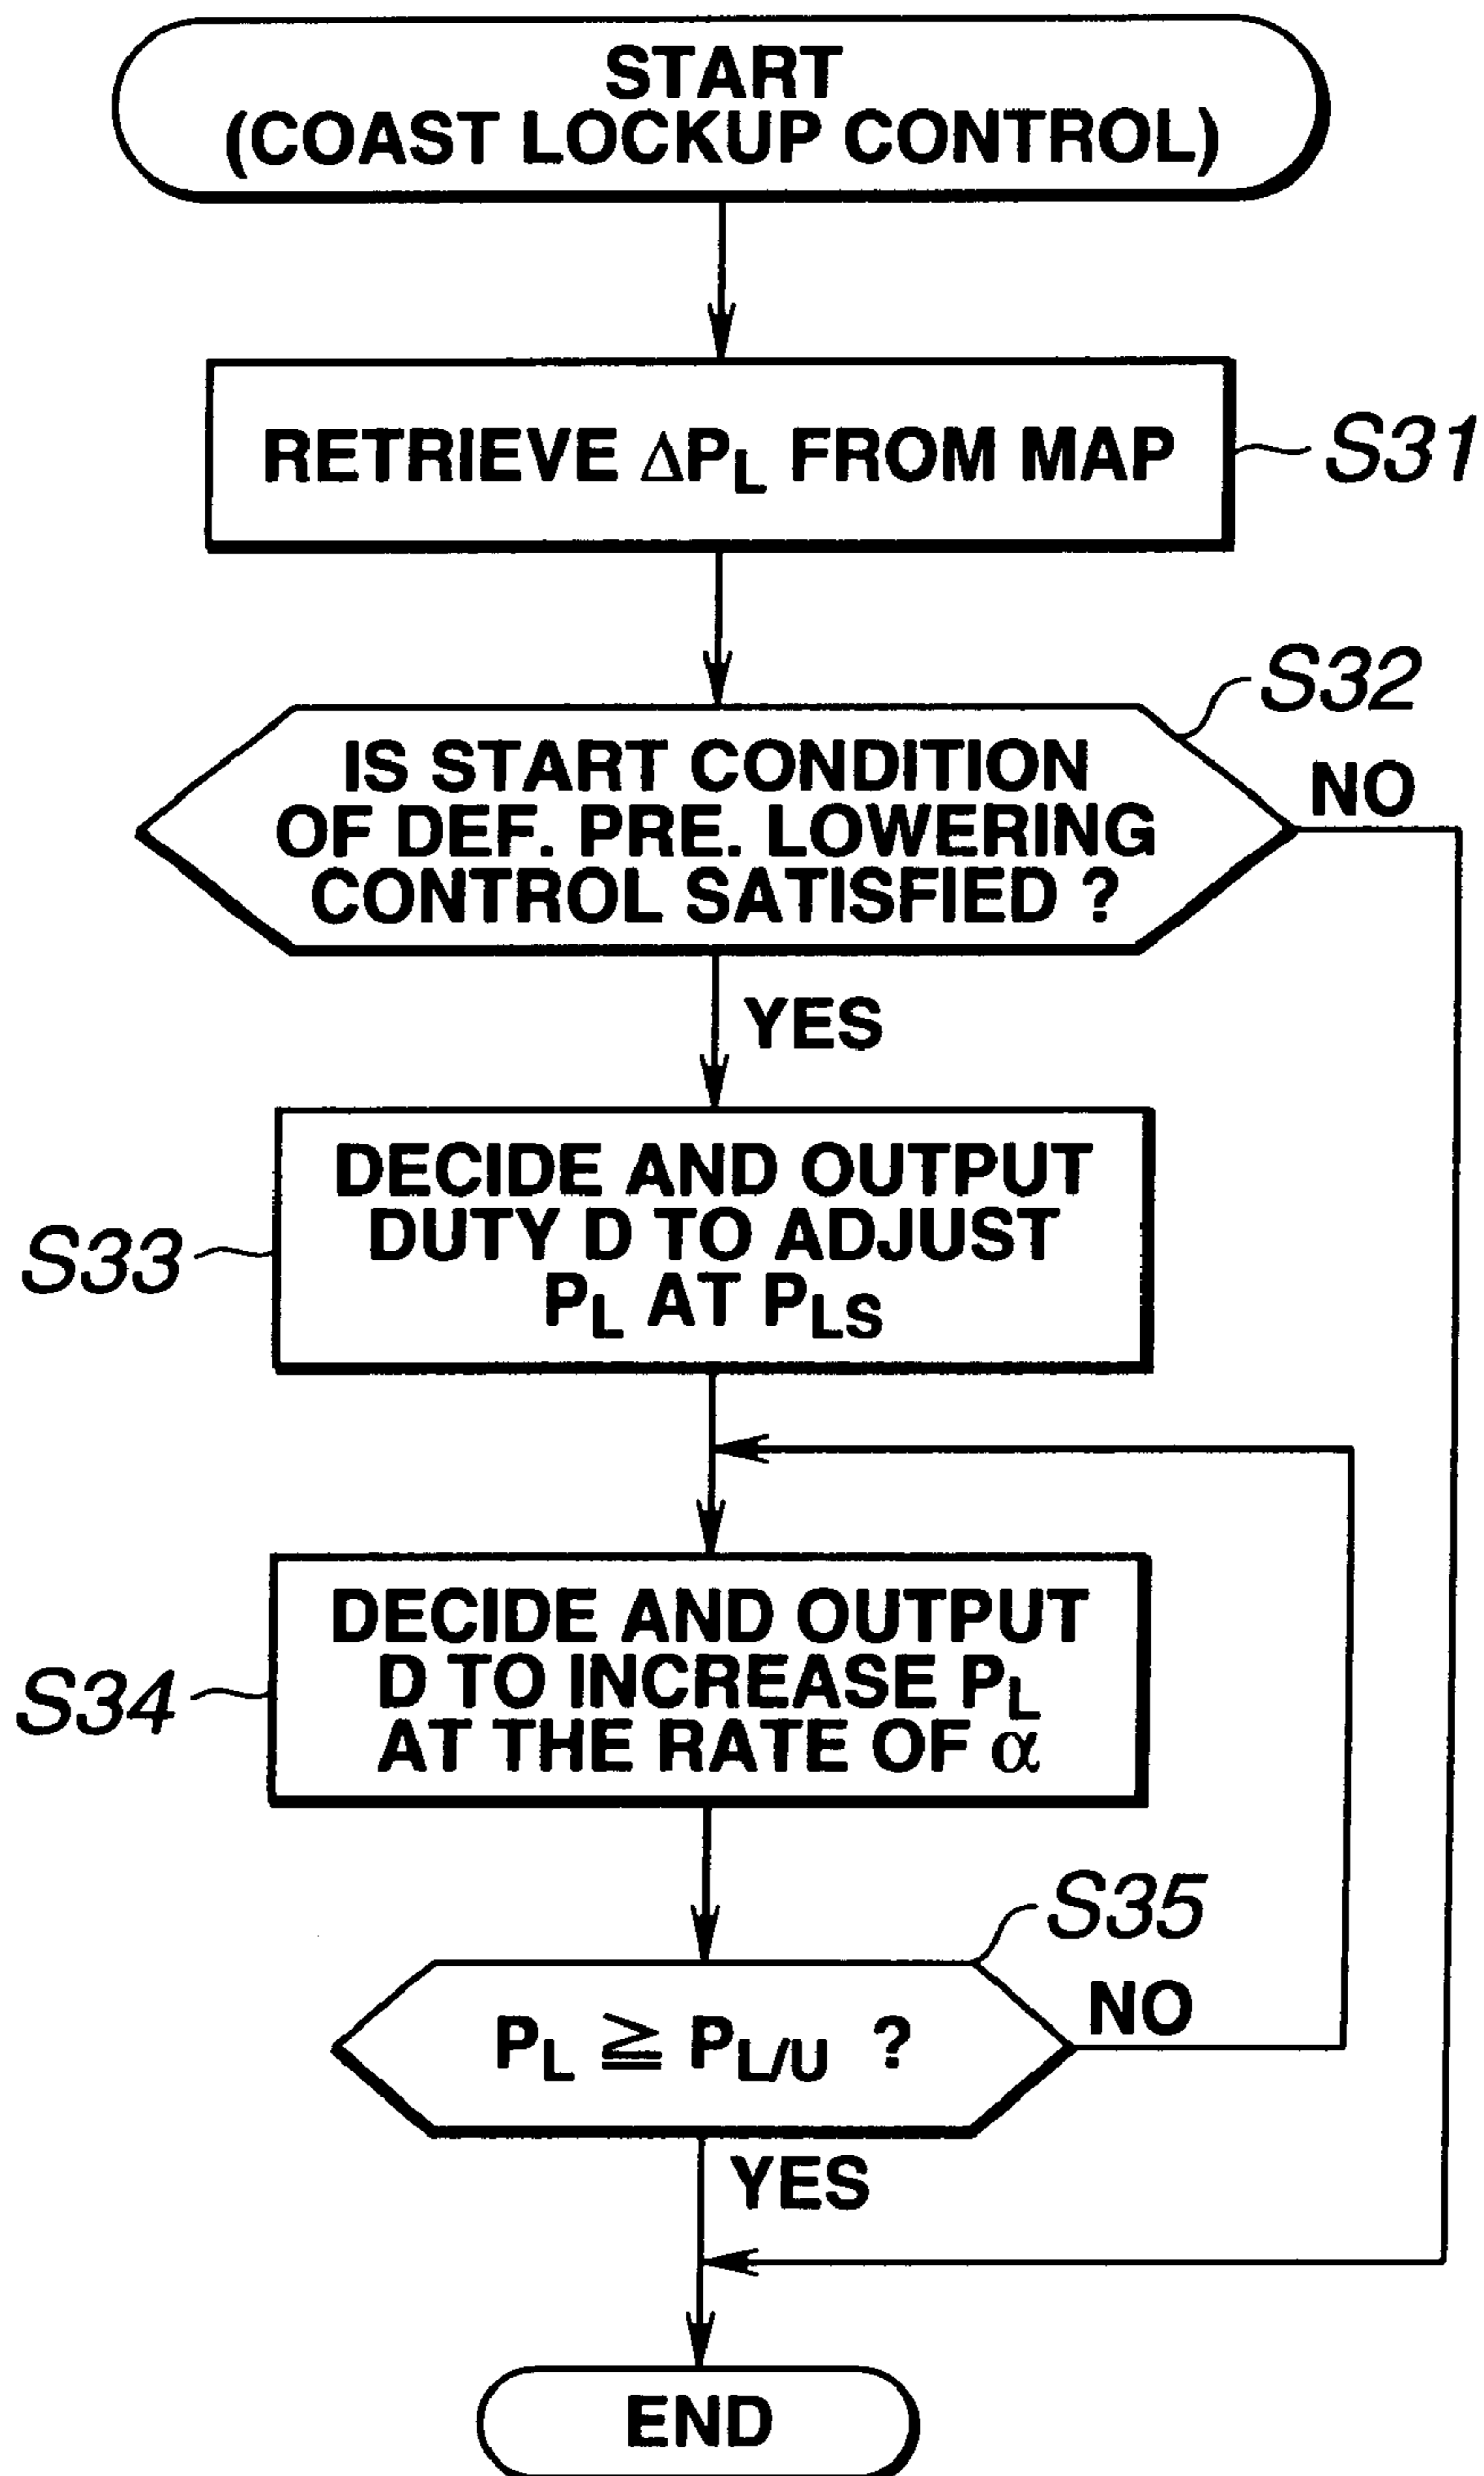 START
(COAST LOCKUP CONTROL)
RETRIEVE ΔPL FROM MAP
S31
S32
IS START CONDITION
OF DEF. PRE. LOWERING
CONTROL SATISFIED ?
NO
YES
DECIDE AND OUTPUT
DUTY D TO ADJUST
PL AT PLS
S33
DECIDE AND OUTPUT
D TO INCREASE PL
AT THE RATE OF α
S34
S35
PL ≧ PL/U ?
NO
YES
END